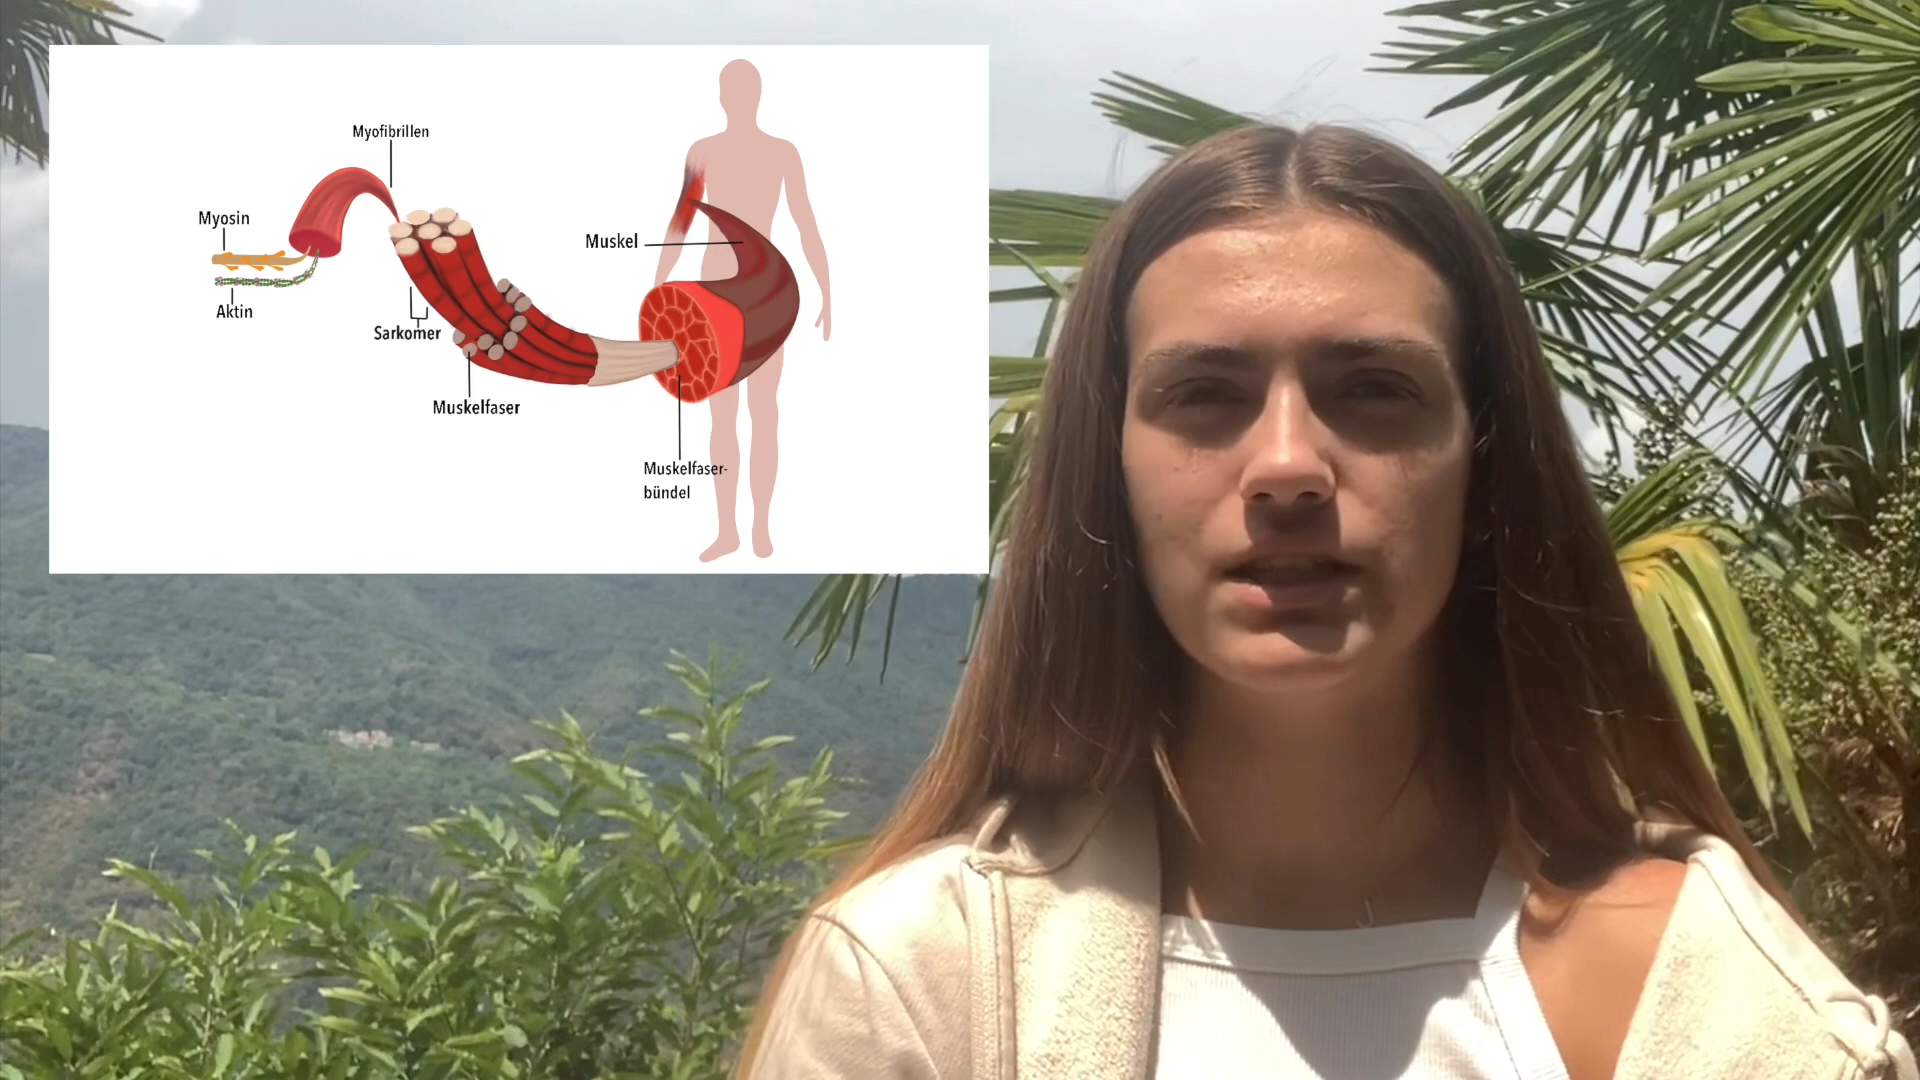 Myofibrillen
Myosin
Muskel
Aktin
Sarkomer
Muskelfaser
Muskelfaser-
bündel